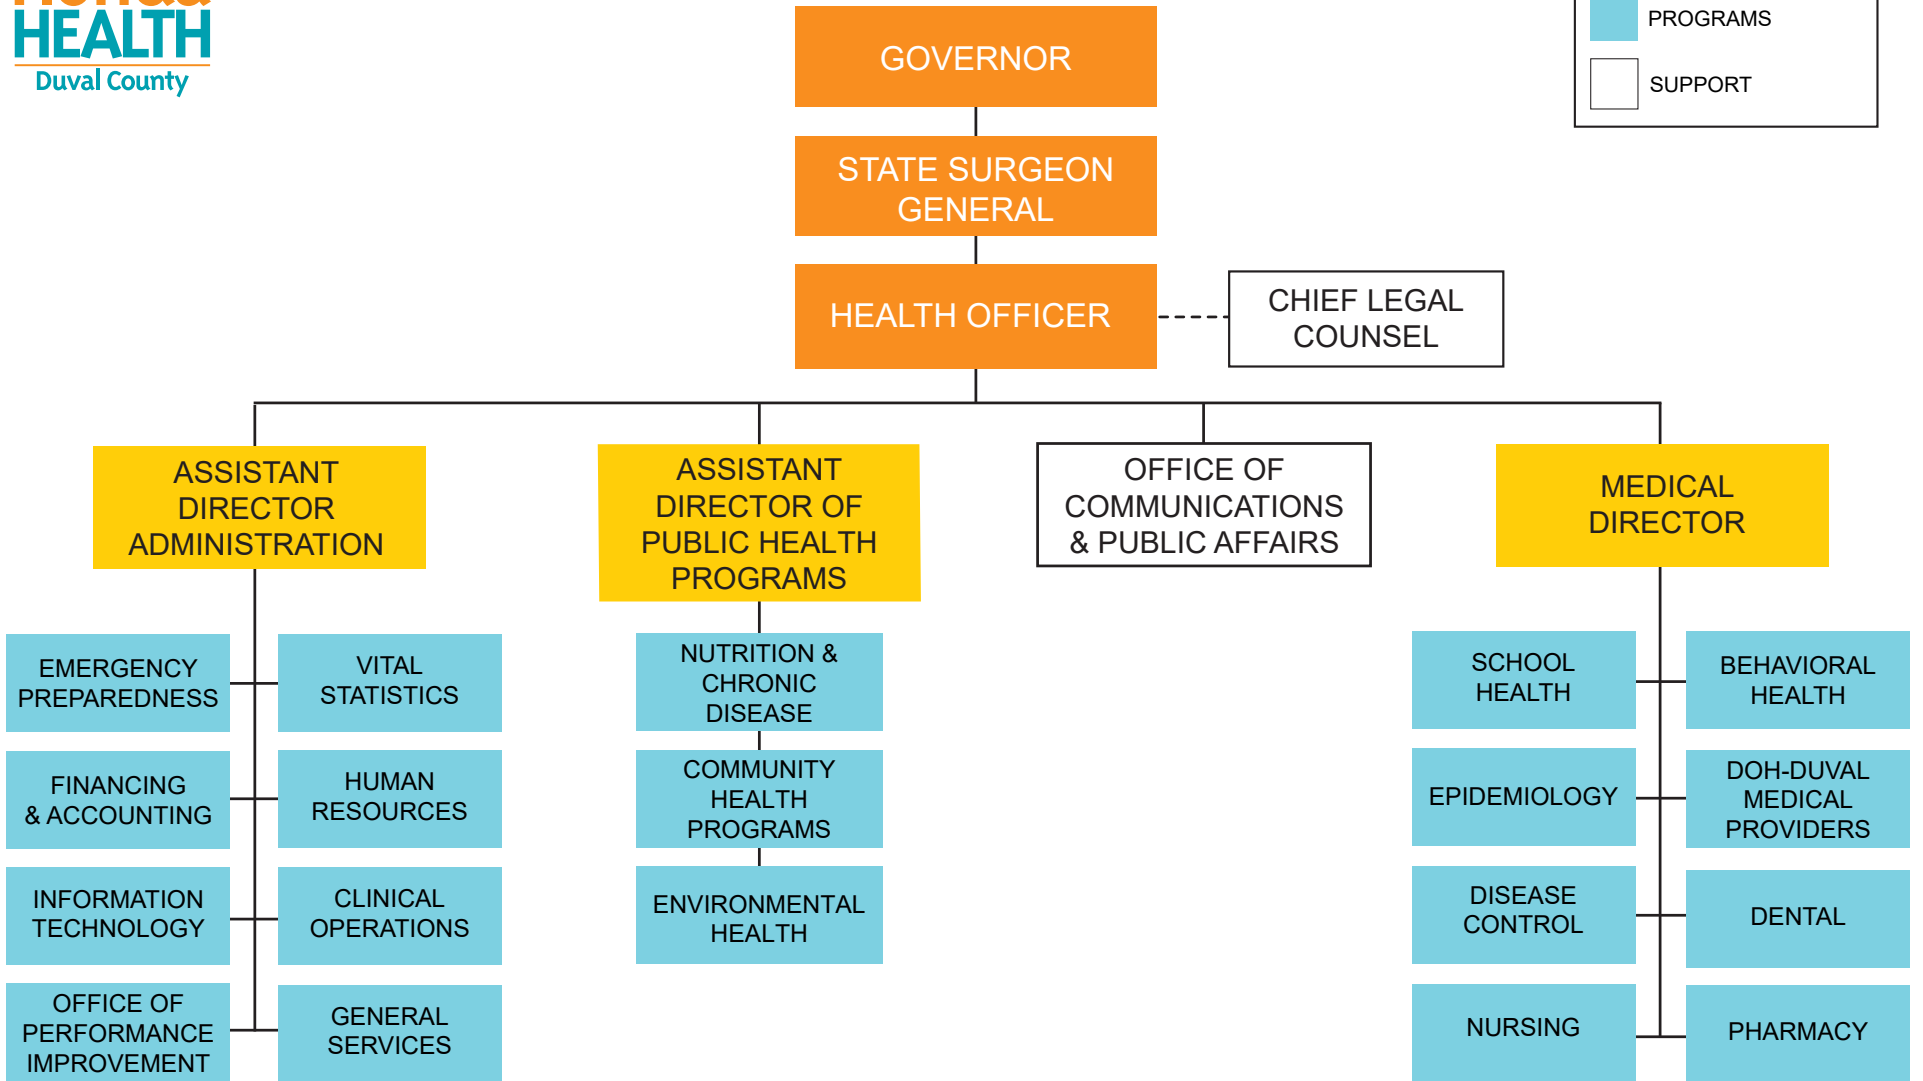 HEALTH
Duval County
PROGRAMS
SUPPORT
GOVERNOR
STATE SURGEON
GENERAL
HEALTH OFFICER
CHIEF LEGAL
COUNSEL
ASSISTANT
DIRECTOR
ADMINISTRATION
ASSISTANT
DIRECTOR OF
PUBLIC HEALTH
PROGRAMS
OFFICE OF
COMMUNICATIONS
& PUBLIC AFFAIRS
MEDICAL
DIRECTOR
EMERGENCY
PREPAREDNESS
VITAL
STATISTICS
FINANCING
& ACCOUNTING
HUMAN
RESOURCES
INFORMATION
TECHNOLOGY
CLINICAL
OPERATIONS
OFFICE OF
PERFORMANCE
IMPROVEMENT
GENERAL
SERVICES
NUTRITION &
CHRONIC
DISEASE
COMMUNITY
HEALTH
PROGRAMS
ENVIRONMENTAL
HEALTH
SCHOOL
HEALTH
BEHAVIORAL
HEALTH
EPIDEMIOLOGY
DOH-DUVAL
MEDICAL
PROVIDERS
DISEASE
CONTROL
DENTAL
NURSING
PHARMACY